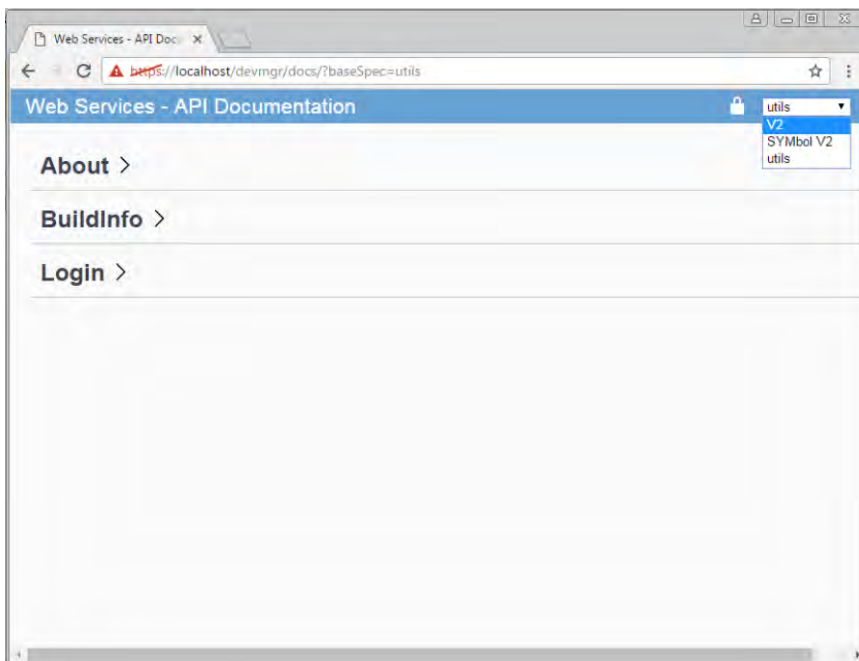 Web Services - API Doc
https://localhost/devmgr/docs/?baseSpec=utils
Web Services - API Documentation
utils
V2
SYMbol V2
utils
About >
BuildInfo >
Login >